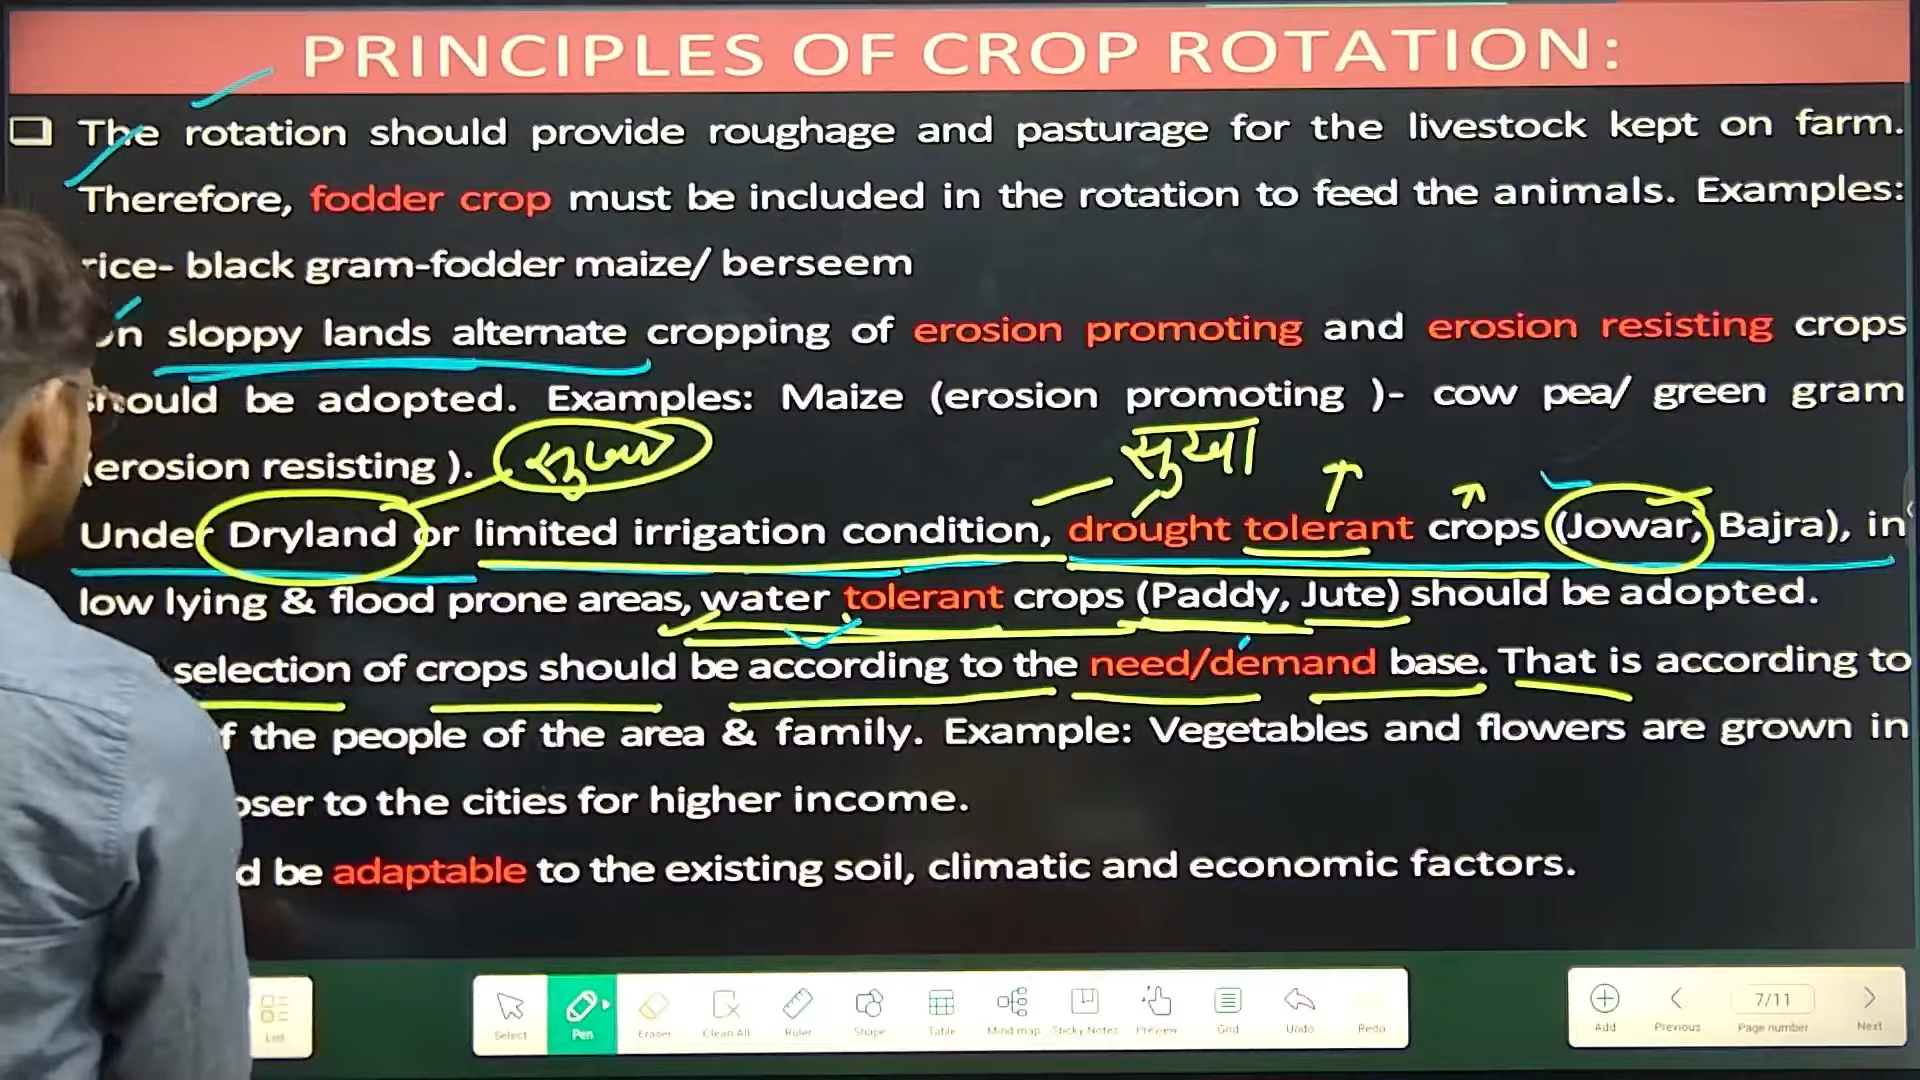 PRINCIPLES OF CROP ROTATION:
The rotation should provide roughage and pasturage for the livestock kept on farm.
Therefore, fodder crop must be included in the rotation to feed the animals. Examples:
rice- black gram-fodder maize/ berseem
sloppy lands alternate cropping of erosion promoting and erosion resisting crops
should be adopted. Examples: Maize (erosion promoting )- cow pea/ green gram
(erosion resisting ).
सुखा
Under Dryland or limited irrigation condition, drought tolerant crops (Jowar, Bajra), in
low lying & flood prone areas, water tolerant crops (Paddy, Jute) should be adopted.
selection of crops should be according to the need/demand base. That is according to
the people of the area & family. Example: Vegetables and flowers are grown in
to the cities for higher income.
be adaptable to the existing soil, climatic and economic factors.
List
Select Pen Eraser Clean All Ruler Shape Table Mind map Sticky Notes Preview Grid Undo Redo
7/11
Add Previous Page number Next